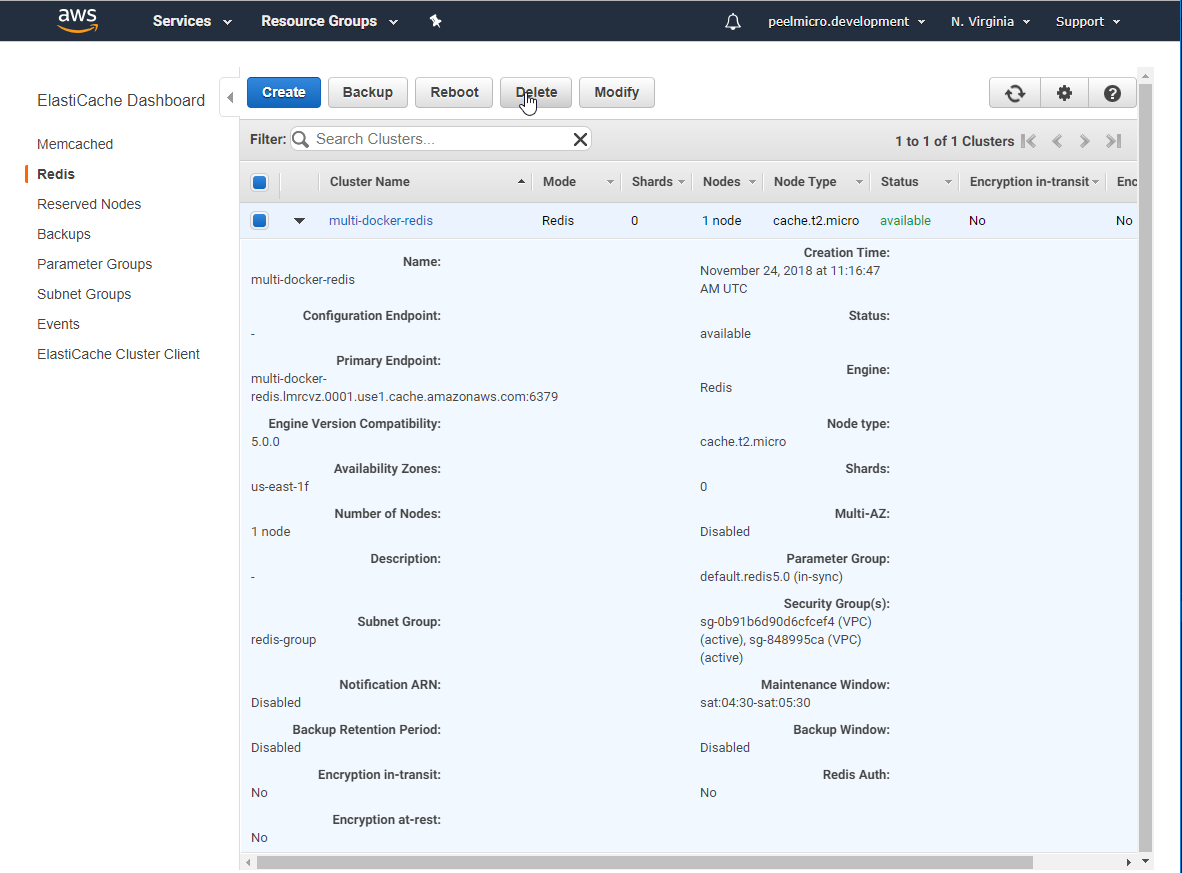 aws Services Resource Groups peelmicro.development N. Virginia Support
ElastiCache Dashboard
Memcached
Redis
Reserved Nodes
Backups
Parameter Groups
Subnet Groups
Events
ElastiCache Cluster Client
Create Backup Reboot Delete Modify
Filter: Search Clusters... 1 to 1 of 1 Clusters
Cluster Name Mode Shards Nodes Node Type Status Encryption in-transit Enc
multi-docker-redis Redis 0 1 node cache.t2.micro available No No
Name:
multi-docker-redis
Creation Time:
November 24, 2018 at 11:16:47
AM UTC
Configuration Endpoint:
-
Status:
available
Primary Endpoint:
multi-docker-
redis.lmrcvz.0001.use1.cache.amazonaws.com:6379
Engine:
Redis
Engine Version Compatibility:
5.0.0
Node type:
cache.t2.micro
Availability Zones:
us-east-1f
Shards:
0
Number of Nodes:
1 node
Multi-AZ:
Disabled
Description:
-
Parameter Group:
default.redis5.0 (in-sync)
Subnet Group:
redis-group
Security Group(s):
sg-0b91b6d90d6cfcef4 (VPC)
(active), sg-848995ca (VPC)
(active)
Notification ARN:
Disabled
Maintenance Window:
sat:04:30-sat:05:30
Backup Retention Period:
Disabled
Backup Window:
Disabled
Encryption in-transit:
No
Redis Auth:
No
Encryption at-rest:
No